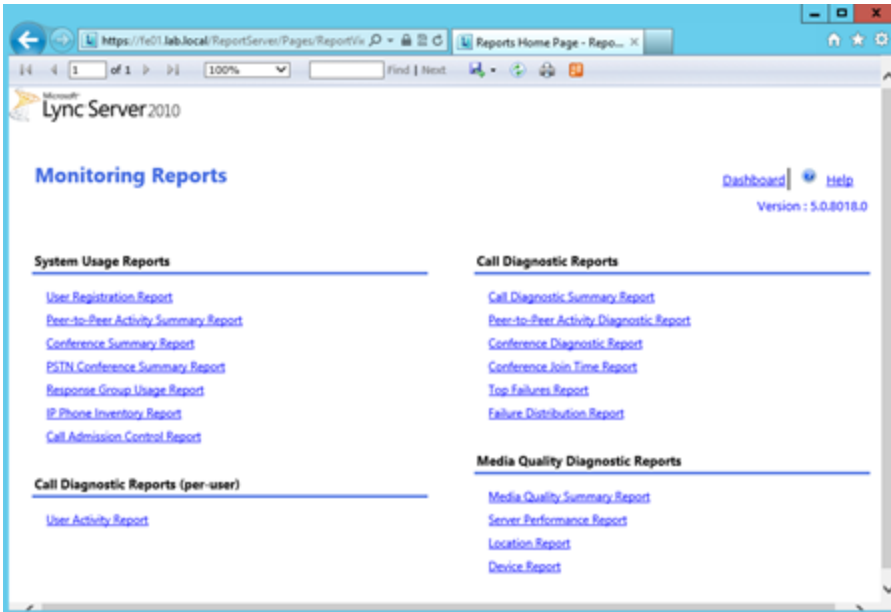 https://fe01.lab.local/ReportServer/Pages/ReportVie
Reports Home Page - Repo...
1 of 1 100% Find | Next
Microsoft
Lync Server 2010
Monitoring Reports
Dashboard Help
Version : 5.0.8018.0
System Usage Reports
User Registration Report
Peer-to-Peer Activity Summary Report
Conference Summary Report
PSTN Conference Summary Report
Response Group Usage Report
IP Phone Inventory Report
Call Admission Control Report
Call Diagnostic Reports (per-user)
User Activity Report
Call Diagnostic Reports
Call Diagnostic Summary Report
Peer-to-Peer Activity Diagnostic Report
Conference Diagnostic Report
Conference Join Time Report
Top Failures Report
Failure Distribution Report
Media Quality Diagnostic Reports
Media Quality Summary Report
Server Performance Report
Location Report
Device Report